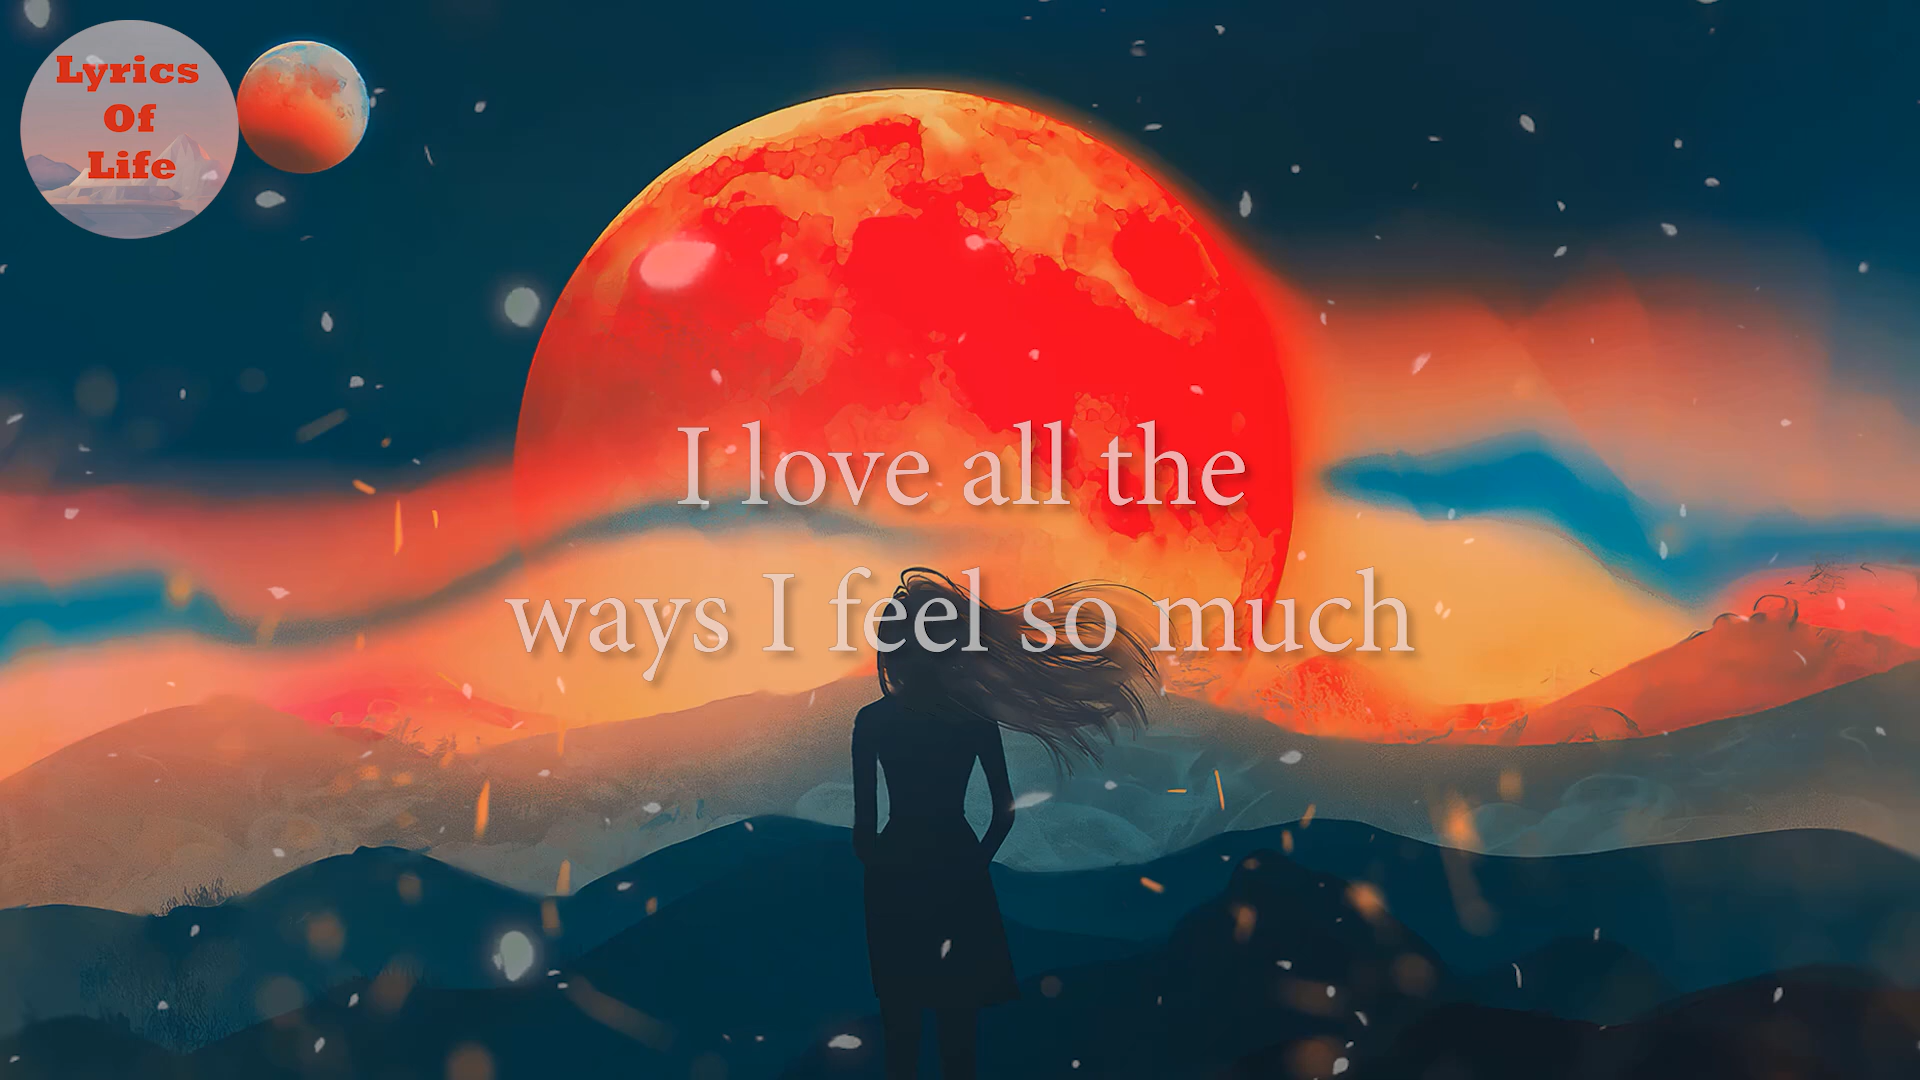 Lyrics
Of
Life
I love all the
ways I feel so much